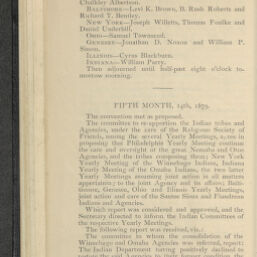 Chalkley Albertson.
BALTIMORE—Levi K. Brown, B. Rush Roberts and
Richard T. Bentley.
NEW YORK—Joseph Willetts, Thomas Foulke and
Daniel Underhill.
OHIO—Samuel Townsend.
GENESEE—Jonathan D. Noxon and William P.
Simon.
ILLINOIS—Cyrus Blackburn.
INDIANA—William Parry.
Then adjourned until half-past eight o'clock to-
morrow morning.
FIFTH MONTH, 14th, 1879.
The convention met as proposed.
The committee to re-apportion the Indian tribes and
Agencies, under the care of the Religious Society of
Friends, among the several Yearly Meetings, are in
proposing that Philadelphia Yearly Meeting continue
the care and oversight of the great Nemaha and Otoe
Agencies, and the tribes composing them; New York
Yearly Meeting of the Winnebago Indians, Indiana
Yearly Meeting of the Omaha Indians, the two latter
Yearly Meetings assuming joint action in all matters
appertaining to the joint Agency and its affairs; Balti-
timore, Genesee, Ohio and Illinois Yearly Meetings,
joint action and care of the Santee Sioux and Flandreau
Indians and Agencies.
Which report was considered and approved, and the
Secretary directed to inform the Indian Committees of
the respective Yearly Meetings.
The following report was received, viz.:
The committee to whom the consolidation of the
Winnebago and Omaha Agencies was referred, report:
The Indian Department having positively declined to